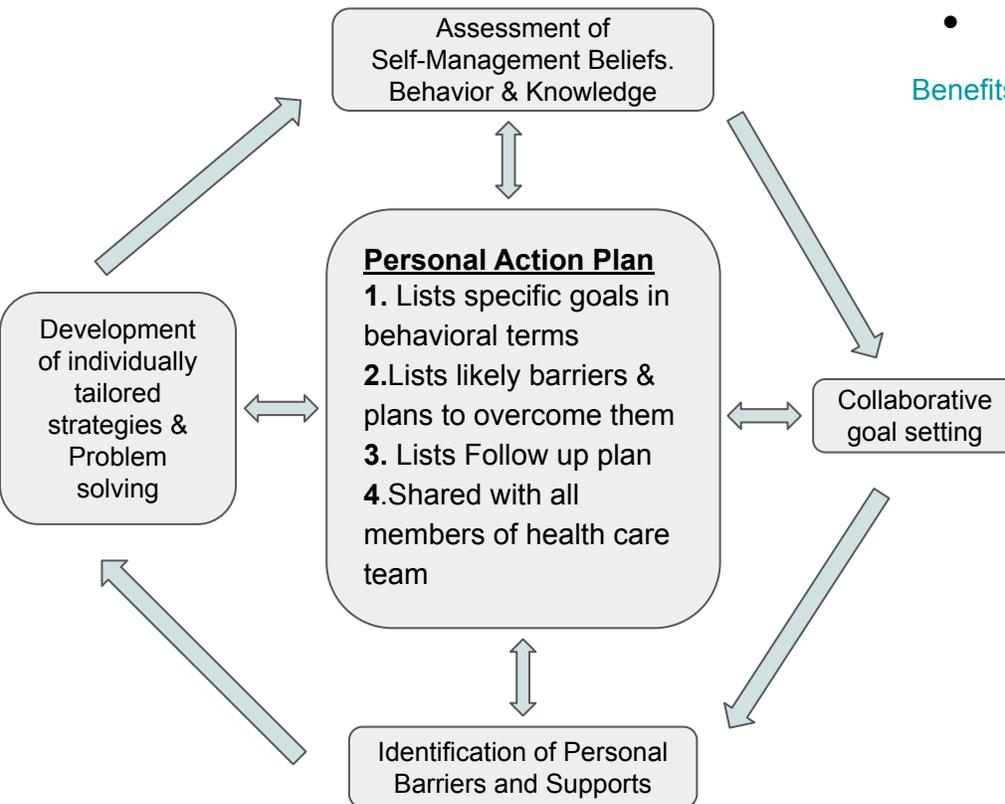 Assessment of
Self-Management Beliefs.
Behavior & Knowledge
•
Benefits
Personal Action Plan
1. Lists specific goals in
behavioral terms
2.Lists likely barriers &
plans to overcome them
3. Lists Follow up plan
4.Shared with all
members of health care
team
Development
of individually
tailored
strategies &
Problem
solving
Collaborative
goal setting
Identification of Personal
Barriers and Supports